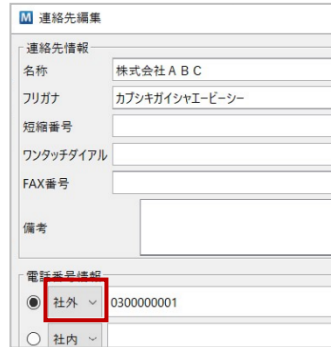 M 連絡先編集
連絡先情報
名称 株式会社ＡＢＣ
フリガナ カブシキガイシャエービーシー
短縮番号
ワンタッチダイアル
FAX番号
備考
電話番号情報
社外 0300000001
社内